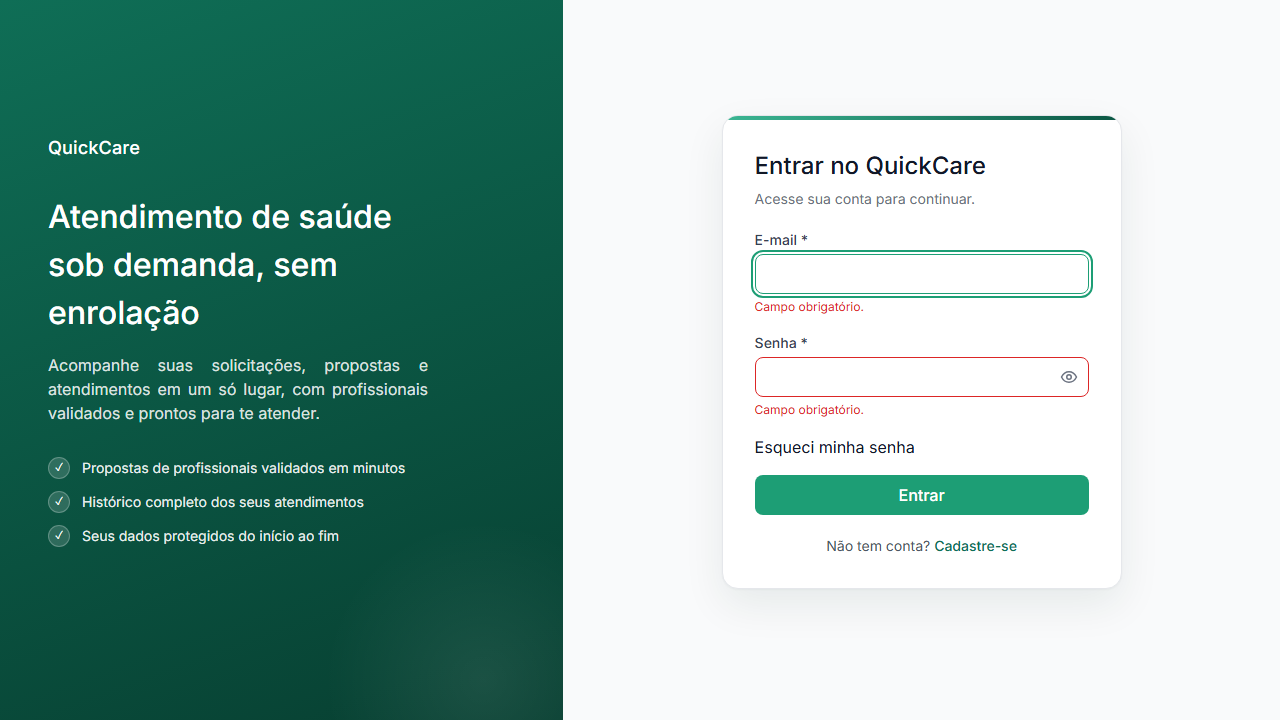 QuickCare
Atendimento de saúde
sob demanda, sem
enrolação
Acompanhe suas solicitações, propostas e
atendimentos em um só lugar, com profissionais
validados e prontos para te atender.
✓ Propostas de profissionais validados em minutos
✓ Histórico completo dos seus atendimentos
✓ Seus dados protegidos do início ao fim
Entrar no QuickCare
Acesse sua conta para continuar.
E-mail *
Campo obrigatório.
Senha *
Campo obrigatório.
Esqueci minha senha
Entrar
Não tem conta? Cadastre-se